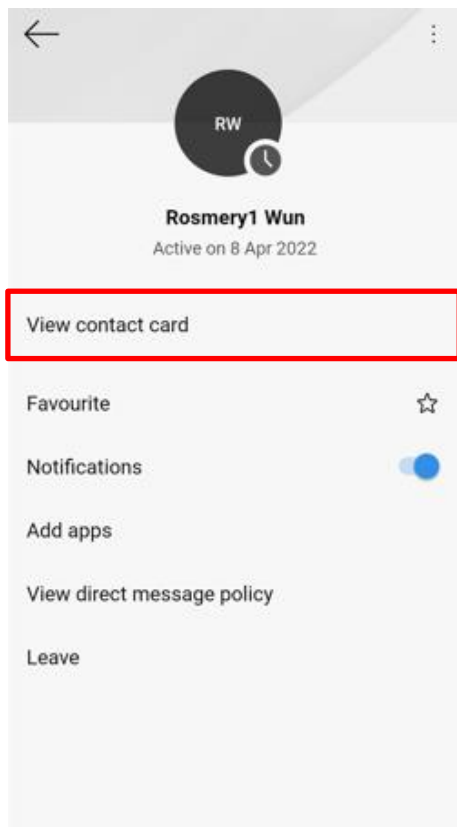 RW
Rosmery1 Wun
Active on 8 Apr 2022
View contact card
Favourite
Notifications
Add apps
View direct message policy
Leave